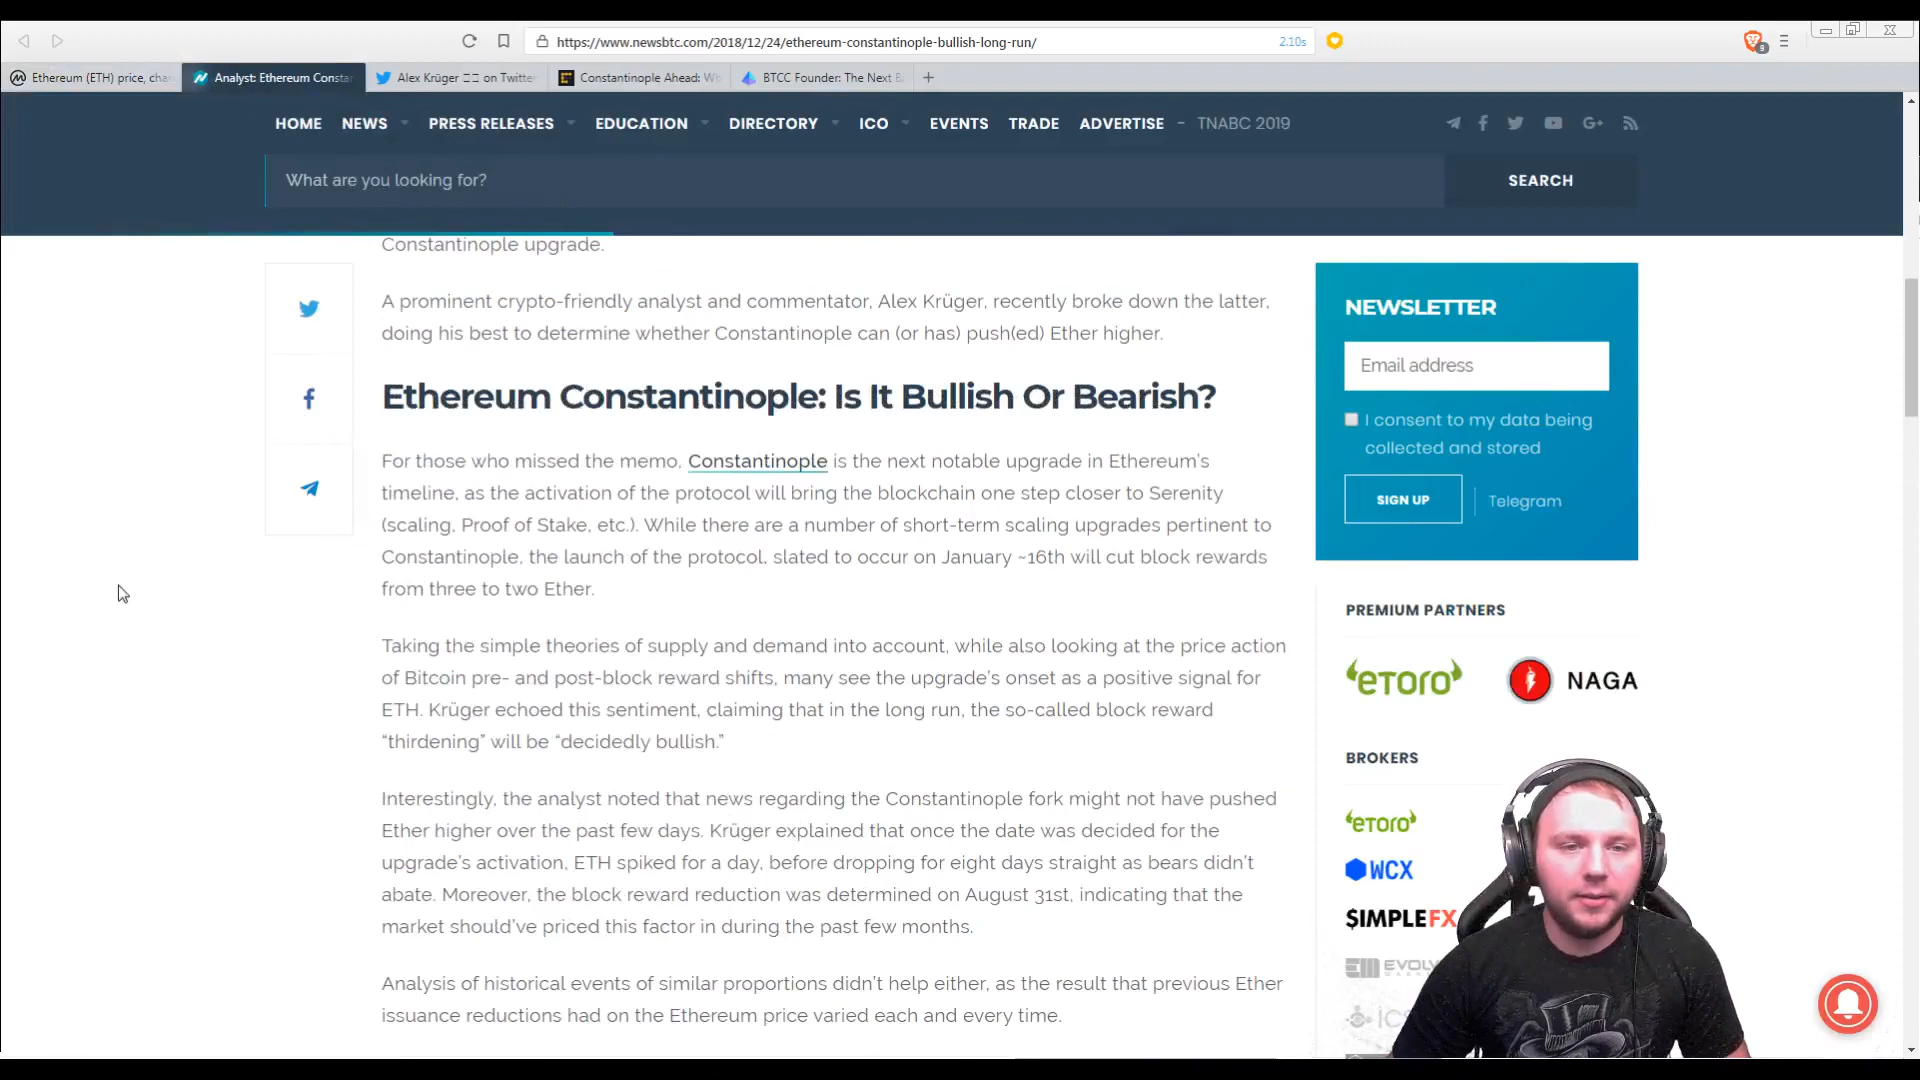 https://www.newsbtc.com/2018/12/24/ethereum-constantinople-bullish-long-run/
2.10s
9
Ethereum (ETH) price, cha
Analyst: Ethereum Constan
Alex Krüger on Twitte
Constantinople Ahead: W
BTCC Founder: The Next B
HOME
NEWS
PRESS RELEASES
EDUCATION
DIRECTORY
ICO
EVENTS
TRADE
ADVERTISE
TNABC 2019
What are you looking for?
SEARCH
Constantinople upgrade.
A prominent crypto-friendly analyst and commentator, Alex Krüger, recently broke down the latter,
doing his best to determine whether Constantinople can (or has) push(ed) Ether higher.
Ethereum Constantinople: Is It Bullish Or Bearish?
For those who missed the memo, Constantinople is the next notable upgrade in Ethereum's
timeline, as the activation of the protocol will bring the blockchain one step closer to Serenity
(scaling, Proof of Stake, etc.). While there are a number of short-term scaling upgrades pertinent to
Constantinople, the launch of the protocol, slated to occur on January ~16th will cut block rewards
from three to two Ether.
Taking the simple theories of supply and demand into account, while also looking at the price action
of Bitcoin pre- and post-block reward shifts, many see the upgrade's onset as a positive signal for
ETH. Krüger echoed this sentiment, claiming that in the long run, the so-called block reward
“thirdening” will be “decidedly bullish.”
Interestingly, the analyst noted that news regarding the Constantinople fork might not have pushed
Ether higher over the past few days. Krüger explained that once the date was decided for the
upgrade's activation, ETH spiked for a day, before dropping for eight days straight as bears didn't
abate. Moreover, the block reward reduction was determined on August 31st, indicating that the
market should've priced this factor in during the past few months.
Analysis of historical events of similar proportions didn't help either, as the result that previous Ether
issuance reductions had on the Ethereum price varied each and every time.
NEWSLETTER
Email address
I consent to my data being
collected and stored
SIGN UP
Telegram
PREMIUM PARTNERS
eToro
NAGA
BROKERS
eToro
WCX
$IMPLEFX
EVOLV